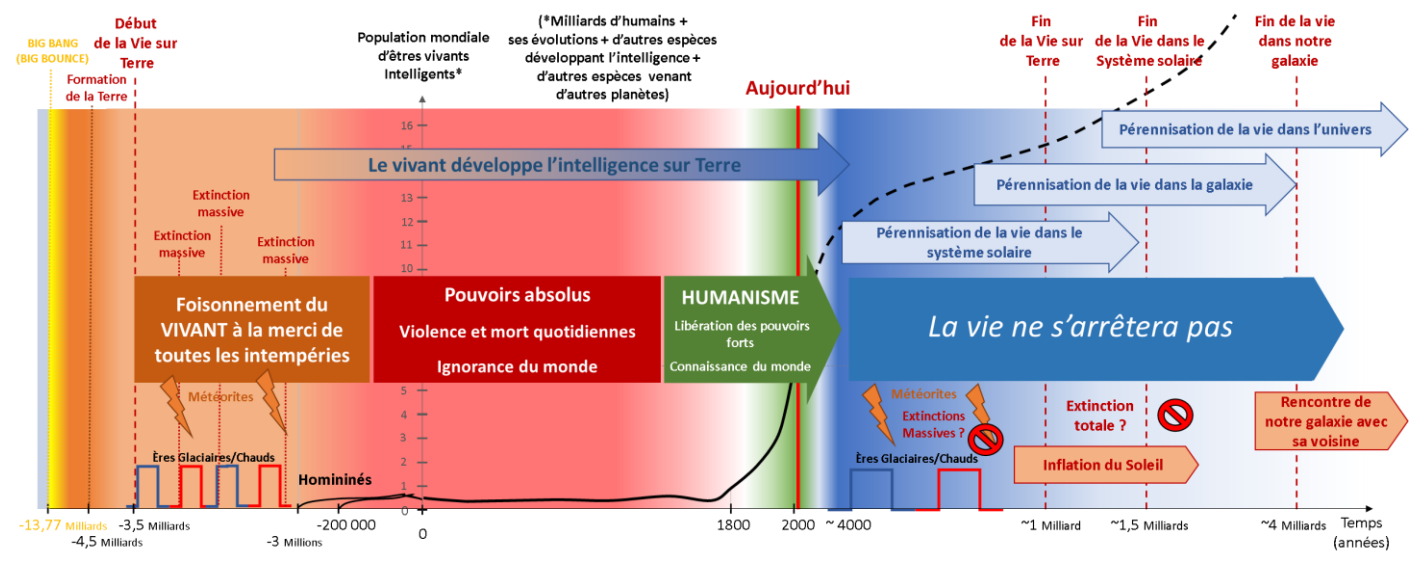 BIG BANG
(BIG BOUNCE)
Formation
de la Terre
Début
de la Vie sur
Terre
Population mondiale
d'êtres vivants
Intelligents*
(*Milliards d'humains +
ses évolutions + d'autres espèces
développant l'intelligence +
d'autres espèces venant
d'autres planètes)
Aujourd'hui
Fin
de la Vie sur
Terre
Fin
de la Vie dans le
Système solaire
Fin de la vie
dans notre
galaxie
16
15
13
12
11
10
5
4
3
2
1
0
Le vivant développe l'intelligence sur Terre
Pérennisation de la vie dans l'univers
Pérennisation de la vie dans la galaxie
Pérennisation de la vie dans le
système solaire
Extinction
massive
Extinction
massive
Extinction
massive
Foisonnement du
VIVANT à la merci de
toutes les intempéries
Pouvoirs absolus
Violence et mort quotidiennes
Ignorance du monde
HUMANISME
Libération des pouvoirs
forts
Connaissance du monde
La vie ne s'arrêtera pas
Météorites
Ères Glaciaires/Chauds
Hominidés
Météorites
Extinctions
Massives ?
Ères Glaciaires/Chauds
Extinction
totale ?
Inflation du Soleil
Rencontre de
notre galaxie avec
sa voisine
-13,77 Milliards
-4,5 Milliards
-3,5 Milliards
-3 Millions
-200 000
0
1800
2000
~ 4000
~1 Milliard
~1,5 Milliards
~4 Milliards
Temps
(années)